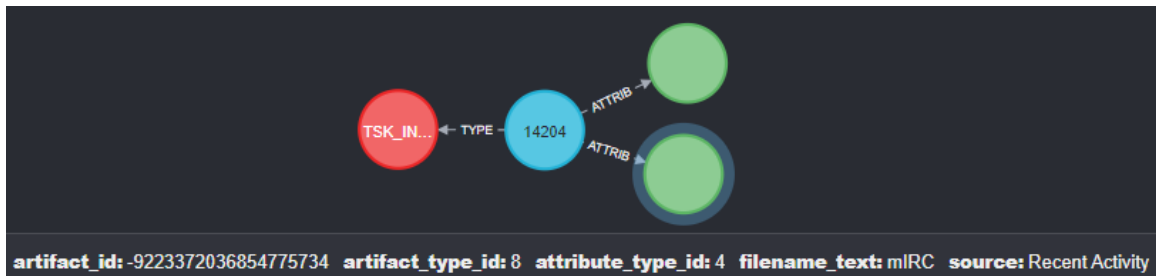 ATTRIB
TSK_IN...
TYPE
14204
ATTRIB
artifact_id: -9223372036854775734 artifact_type_id: 8 attribute_type_id: 4 filename_text: mIRC source: Recent Activity